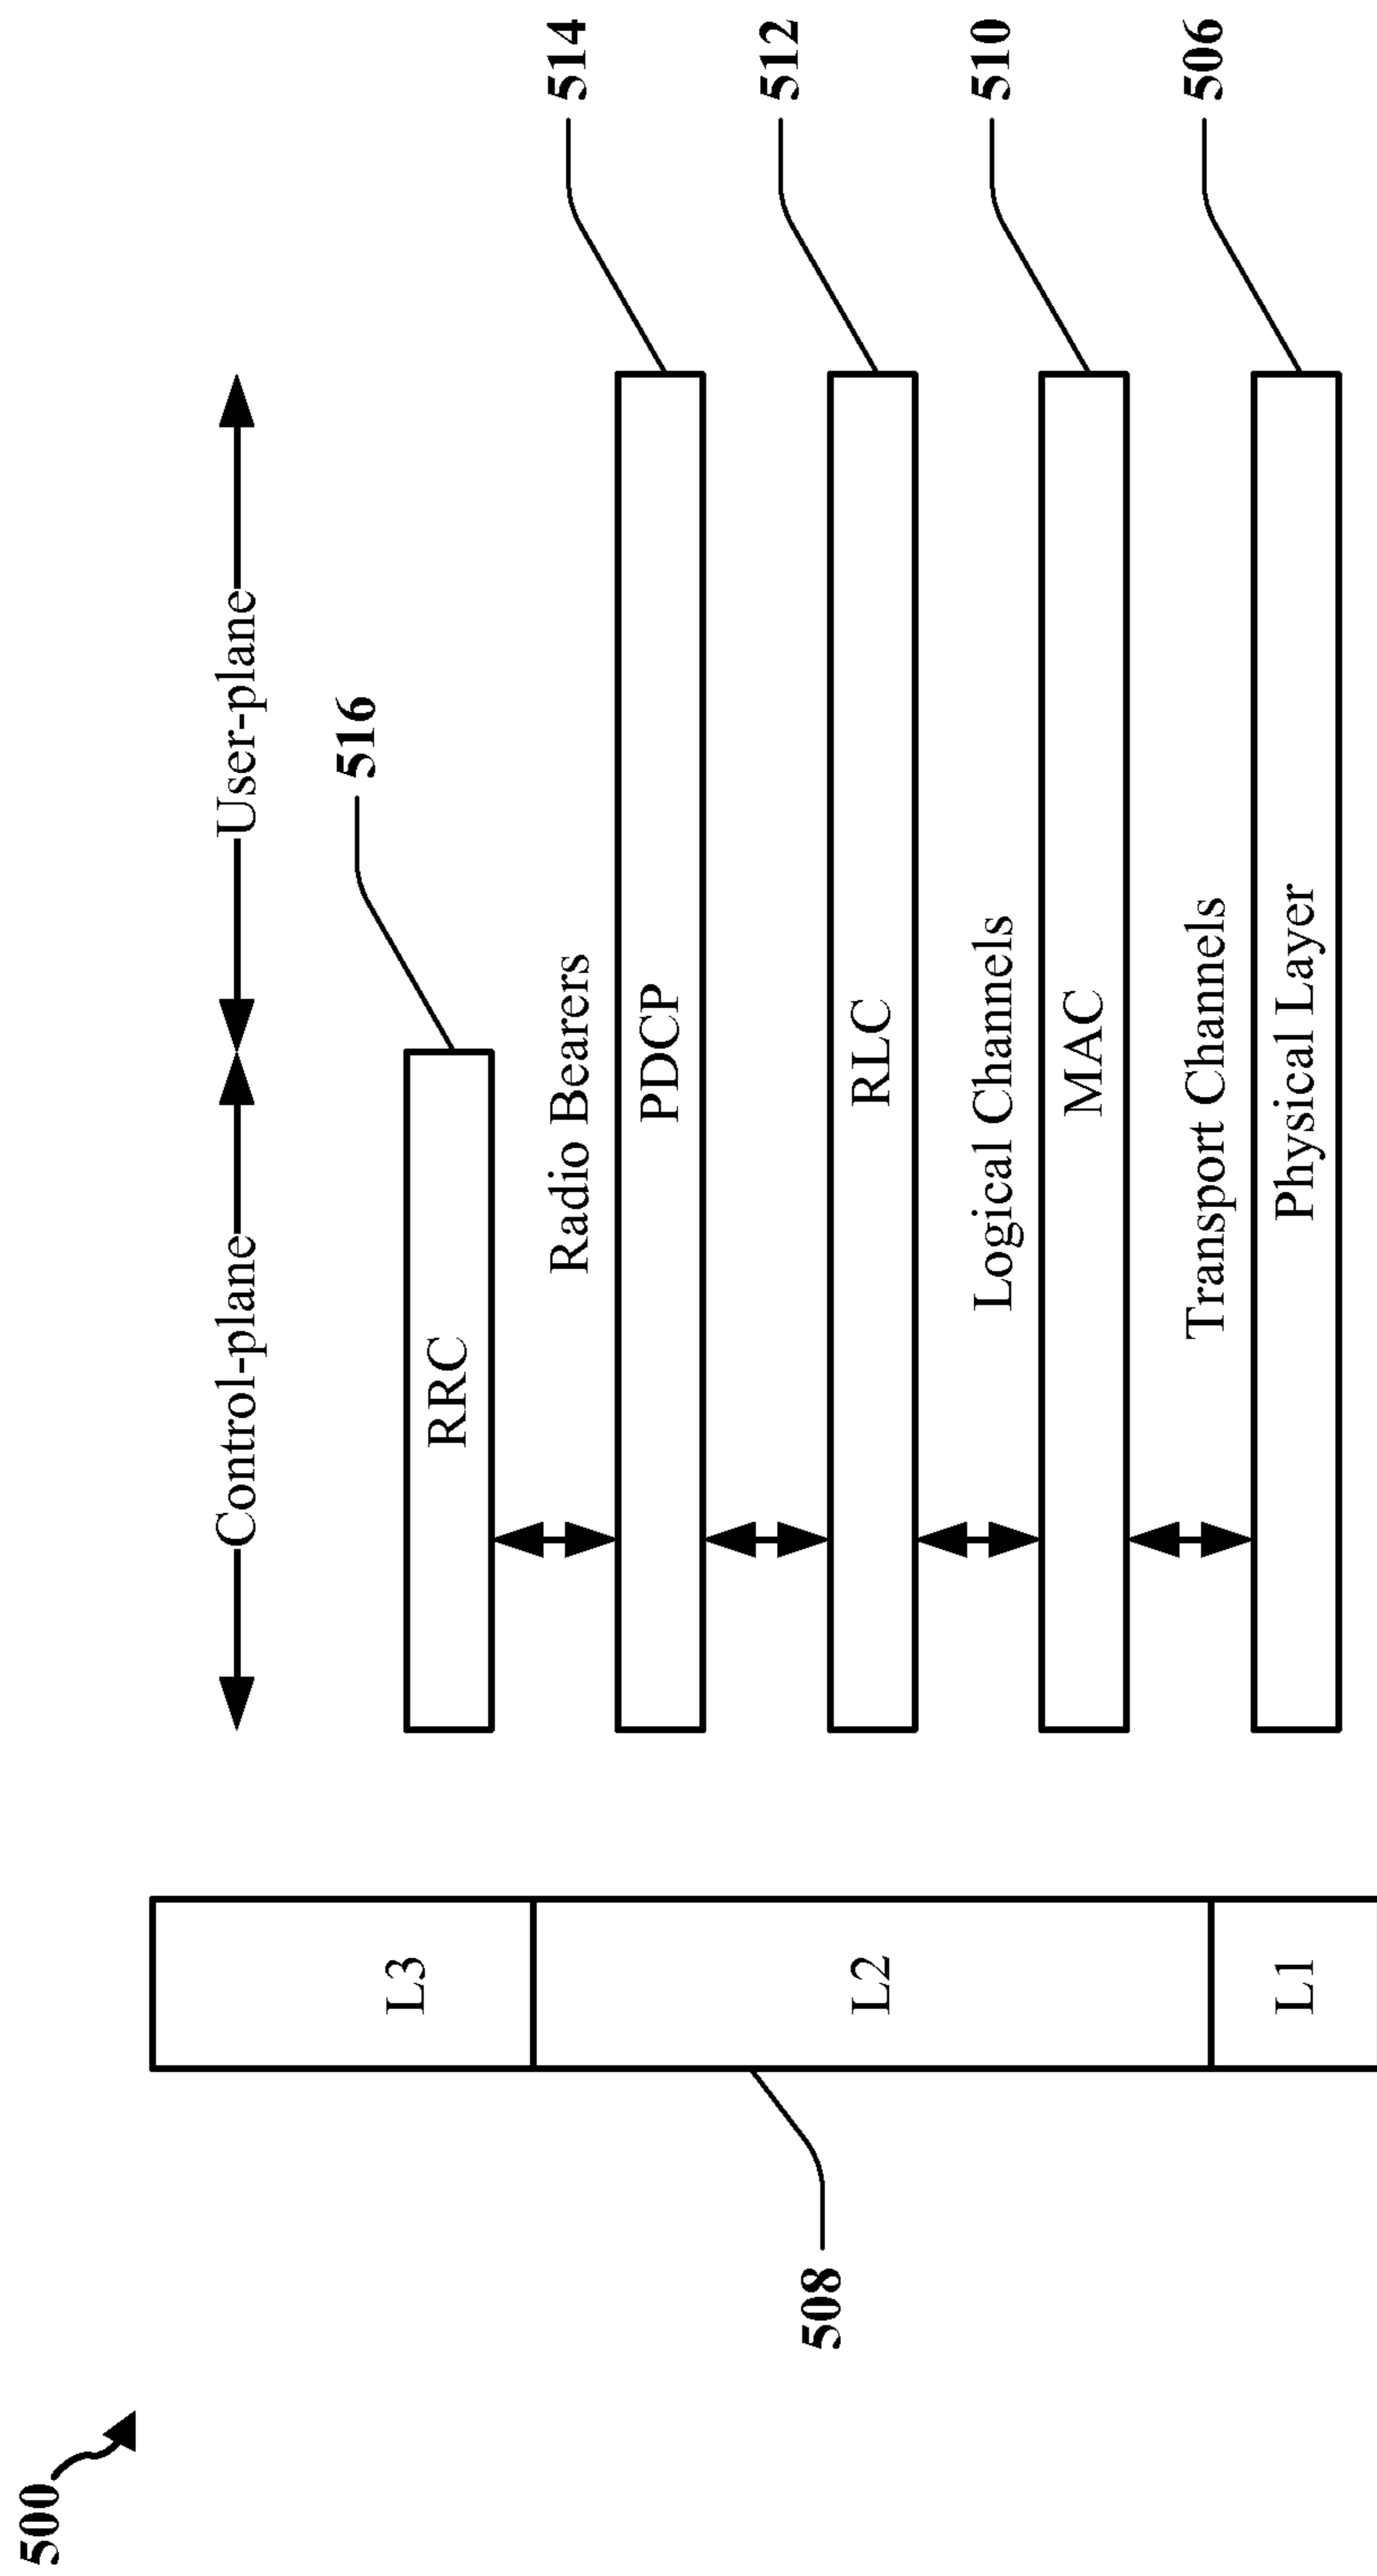 500
Control-plane
User-plane
516
L3
RRC
Radio Bearers
514
PDCP
508
L2
512
RLC
Logical Channels
510
MAC
Transport Channels
506
L1
Physical Layer